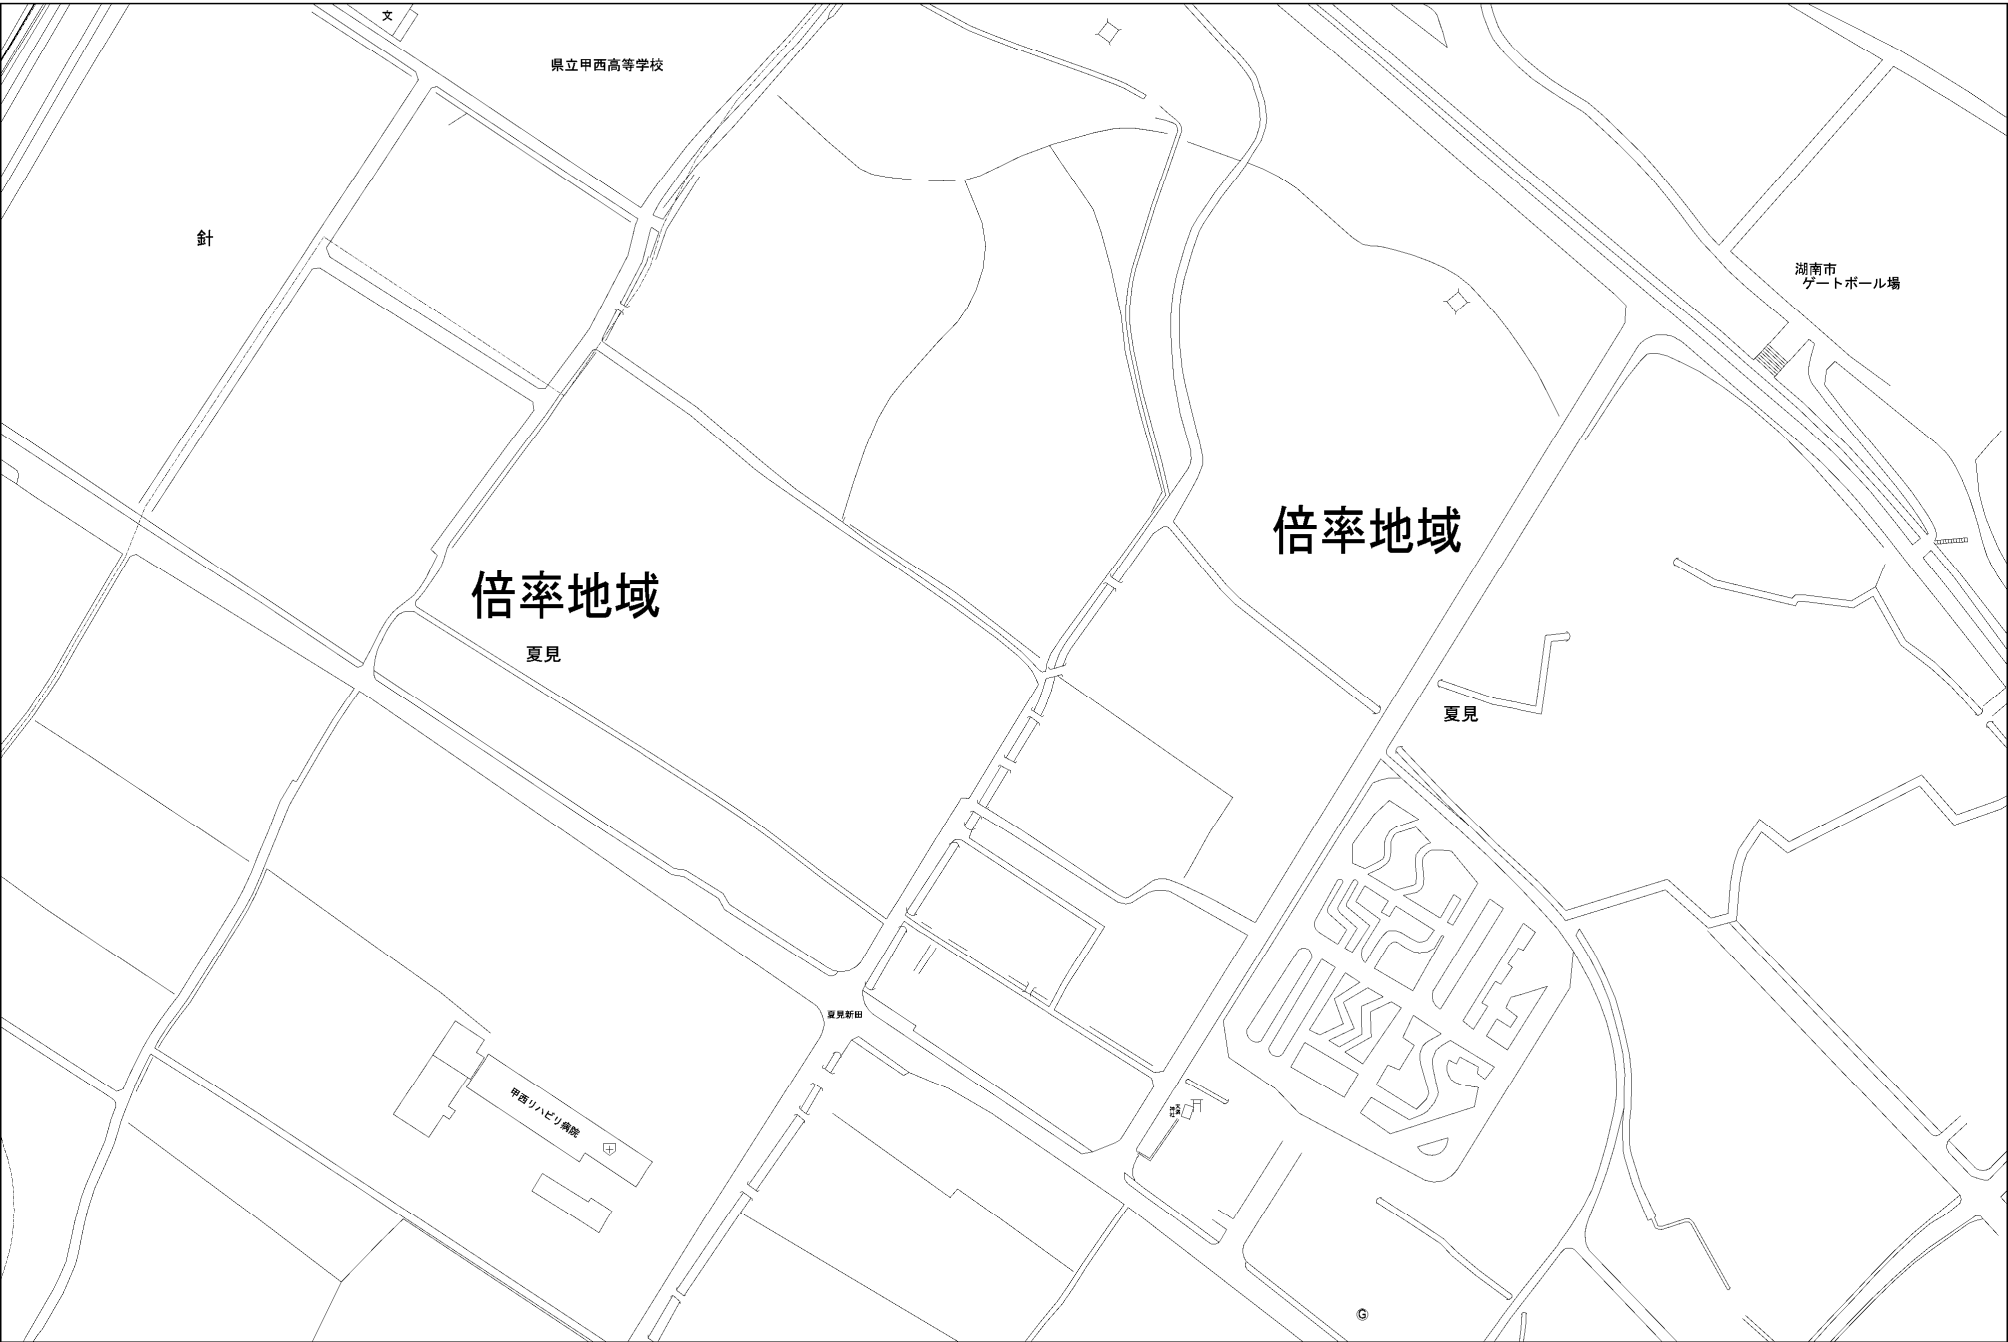 文
県立甲西高等学校
針
湖南市
ゲートボール場
倍率地域
倍率地域
夏見
夏見
夏見新田
甲西リハビリ病院
G